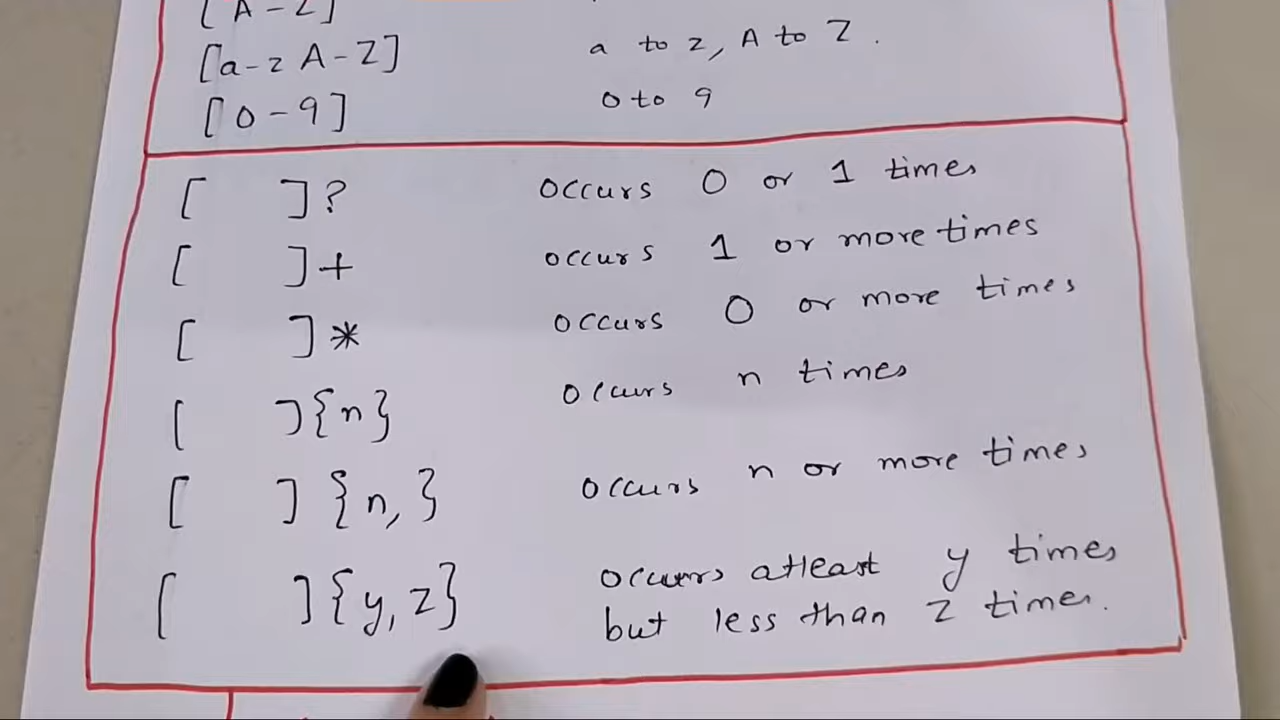 [A-Z]
[a-z A-Z] a to z, A to Z.
[0-9] 0 to 9
[ ]? occurs 0 or 1 times
[ ]+ occurs 1 or more times
[ ]* occurs 0 or more times
[ ]{n} occurs n times
[ ]{n,} occurs n or more times
[ ]{y,z} occurs atleast y times
but less than z times.